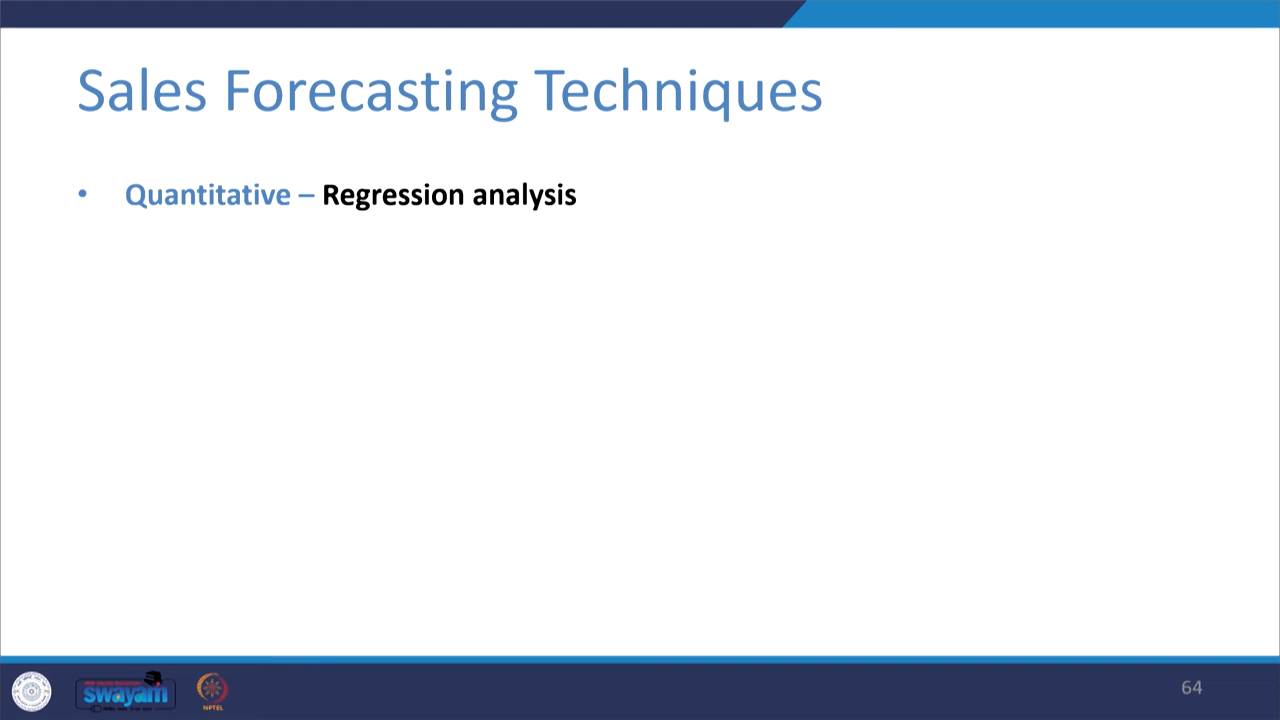 Sales Forecasting Techniques
• Quantitative – Regression analysis
swayam
NPTEL
64